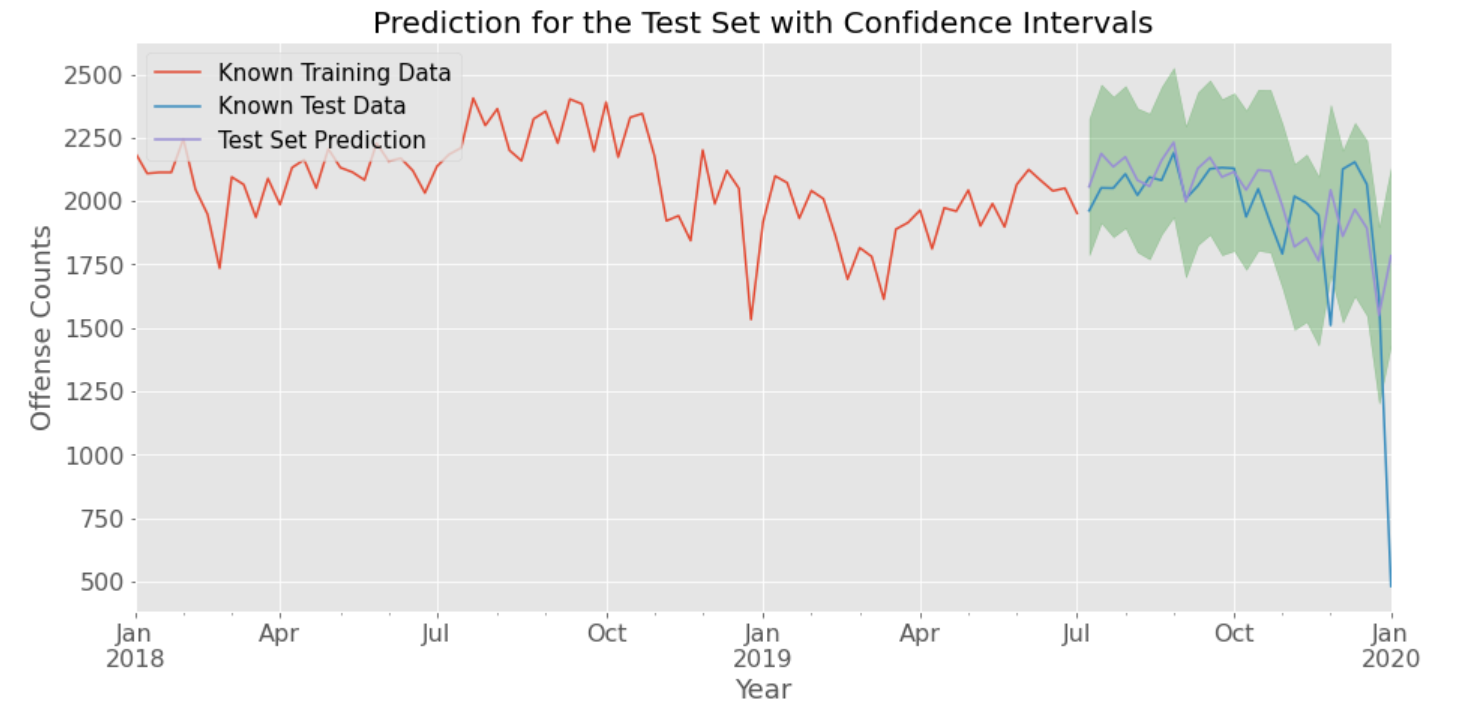 Prediction for the Test Set with Confidence Intervals
Known Training Data
Known Test Data
Test Set Prediction
2500
2250
2000
1750
1500
1250
1000
750
500
Offense Counts
Jan Apr Jul Oct Jan Apr Jul Oct Jan
2018 2019 2020
Year